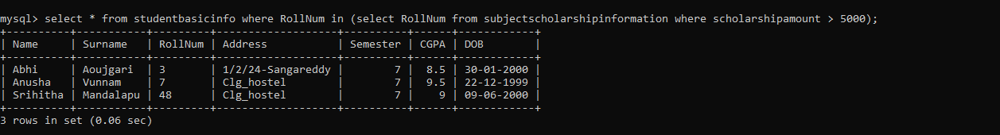 mysql> select * from studentbasicinfo where RollNum in (select RollNum from subjectscholarshipinformation where scholarshipamount > 5000);
+----------+-----------+---------+-------------------+----------+------+------------+
| Name     | Surname   | RollNum | Address           | Semester | CGPA | DOB        |
+----------+-----------+---------+-------------------+----------+------+------------+
| Abhi     | Aoujgari  | 3       | 1/2/24-Sangareddy |        7 |  8.5 | 30-01-2000 |
| Anusha   | Vunnam    | 7       | Clg_hostel        |        7 |  9.5 | 22-12-1999 |
| Srihitha | Mandalapu | 48      | Clg_hostel        |        7 |    9 | 09-06-2000 |
+----------+-----------+---------+-------------------+----------+------+------------+
3 rows in set (0.06 sec)